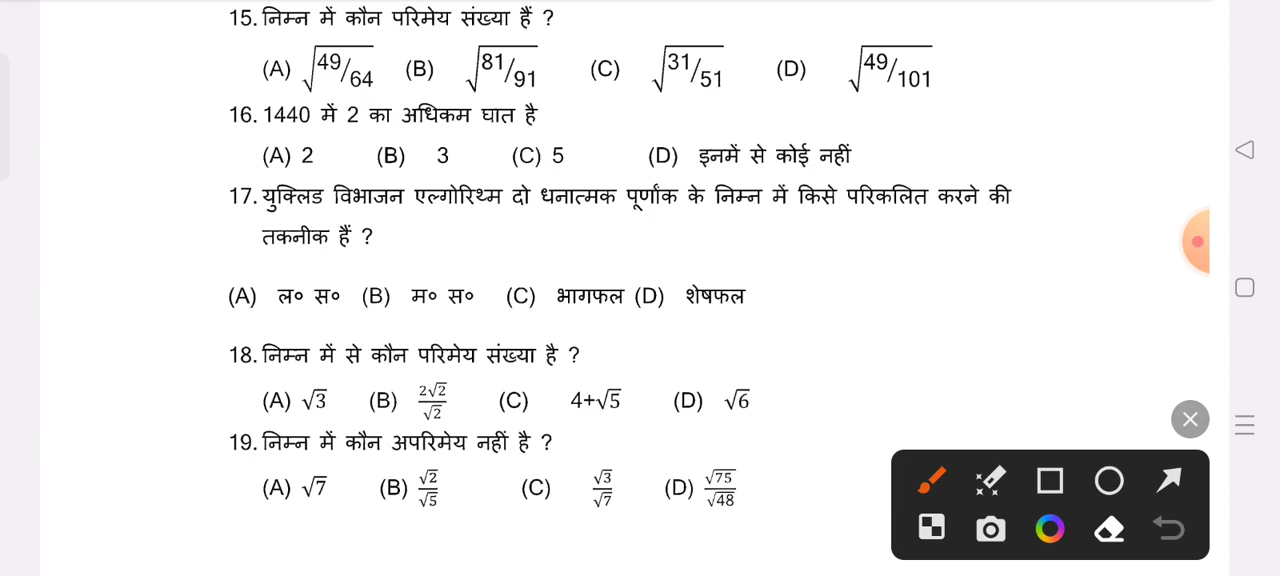 15. निम्न में कौन परिमेय संख्या हैं ?
(A) √49/64 (B) √81/91 (C) √31/51 (D) √49/101
16. 1440 में 2 का अधिकम घात है
(A) 2 (B) 3 (C) 5 (D) इनमें से कोई नहीं
17. युक्लिड विभाजन एल्गोरिथ्म दो धनात्मक पूर्णांक के निम्न में किसे परिकलित करने की
तकनीक हैं ?
(A) ल० स० (B) म० स० (C) भागफल (D) शेषफल
18. निम्न में से कौन परिमेय संख्या है ?
(A) √3 (B) 2√2/√2 (C) 4+√5 (D) √6
19. निम्न में कौन अपरिमेय नहीं है ?
(A) √7 (B) √2/√5 (C) √3/√7 (D) √75/√48